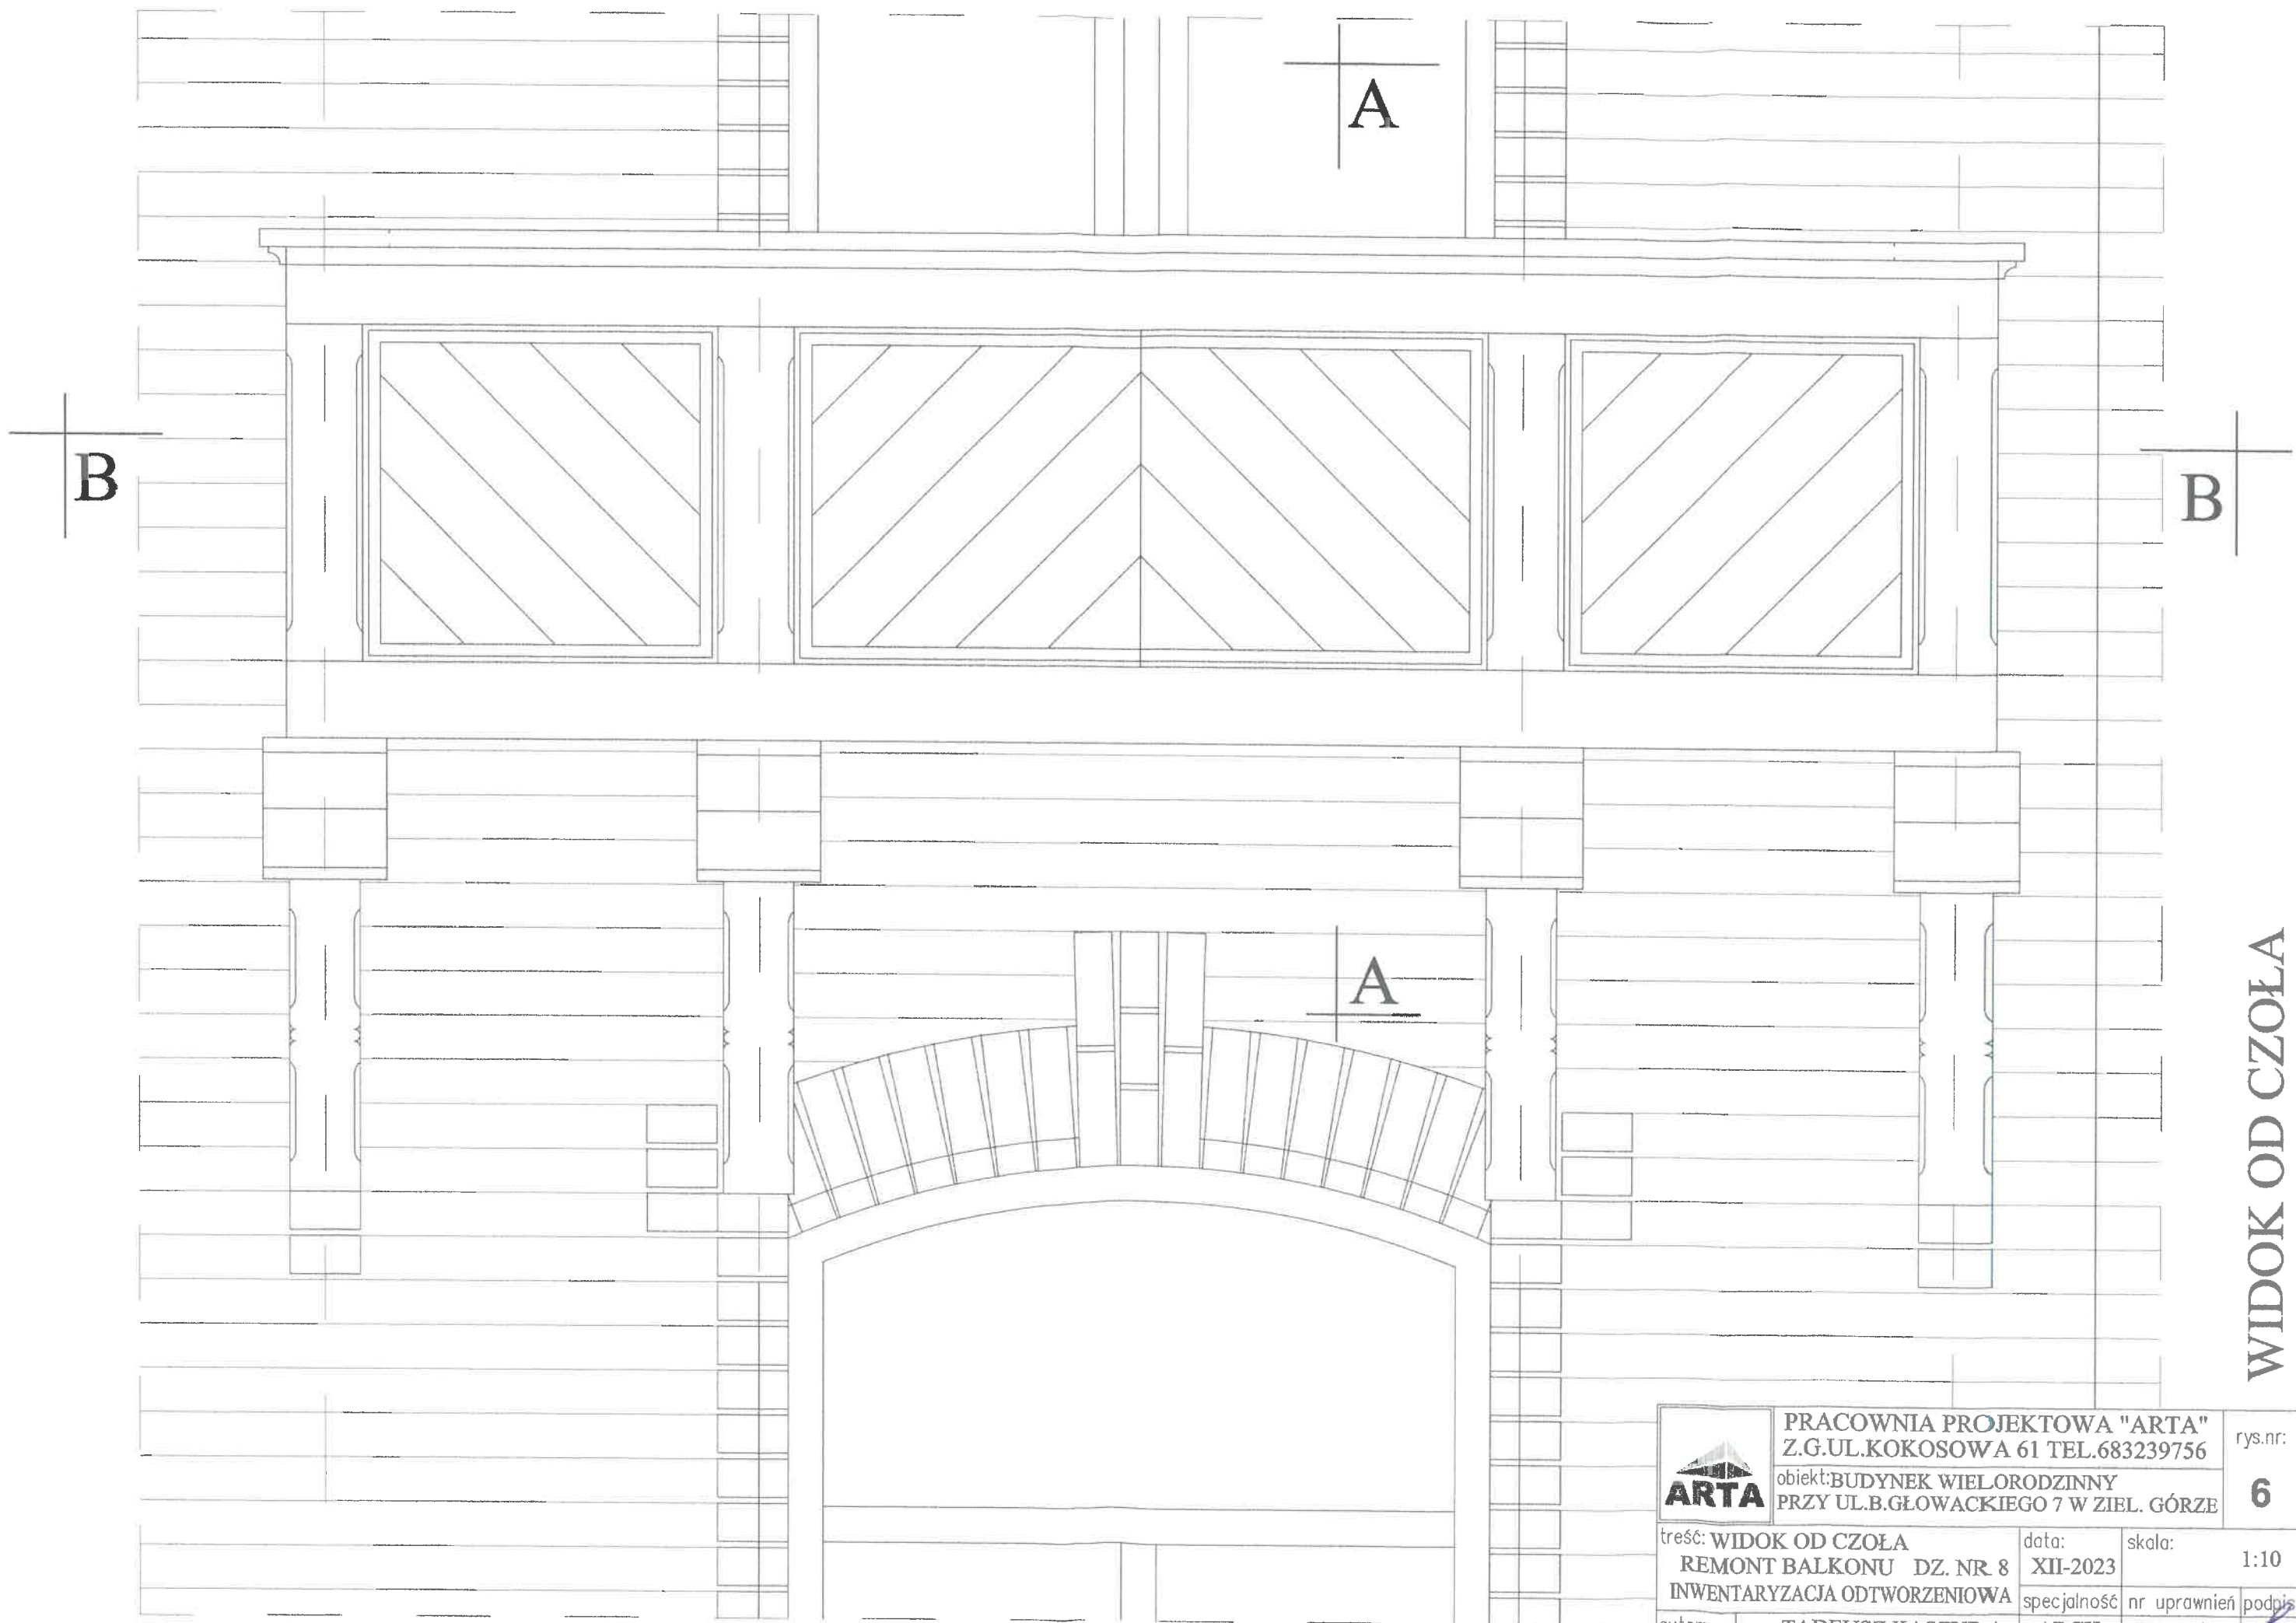 A
B
B
A
WIDOK OD CZOŁA
PRACOWNIA PROJEKTOWA "ARTA"
Z.G.UL.KOKOSOWA 61 TEL.683239756
rys.nr:
ARTA
obiekt:BUDYNEK WIELORODZINNY
PRZY UL.B.GŁOWACKIEGO 7 W ZIEL. GÓRZE
6
treść: WIDOK OD CZOŁA
REMONT BALKONU DZ. NR 8
INWENTARYZACJA ODTWORZENIOWA
data:
XII-2023
skala:
1:10
specjalność nr uprawnień